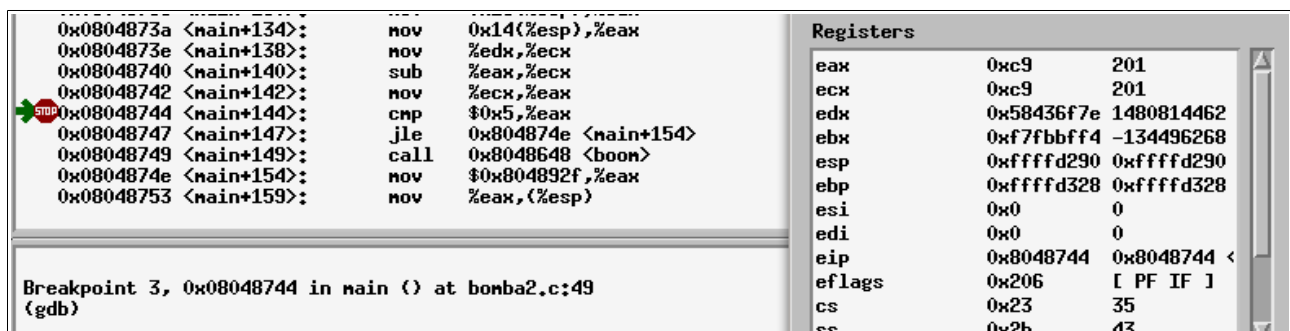 0x0804873a <main+134>: mov 0x14(%esp),%eax
0x0804873e <main+138>: mov %edx,%ecx
0x08048740 <main+140>: sub %eax,%ecx
0x08048742 <main+142>: mov %ecx,%eax
STOP 0x08048744 <main+144>: cmp $0x5,%eax
0x08048747 <main+147>: jle 0x804874e <main+154>
0x08048749 <main+149>: call 0x8048648 <boom>
0x0804874e <main+154>: mov $0x804892f,%eax
0x08048753 <main+159>: mov %eax,(%esp)
Breakpoint 3, 0x08048744 in main () at bomba2.c:49
(gdb)
Registers
eax 0xc9 201
ecx 0xc9 201
edx 0x58436f7e 1480814462
ebx 0xf7fbbff4 -134496268
esp 0xffffd290 0xffffd290
ebp 0xffffd328 0xffffd328
esi 0x0 0
edi 0x0 0
eip 0x8048744 0x8048744 <
eflags 0x206 [ PF IF ]
cs 0x23 35
ss 0x2b 43